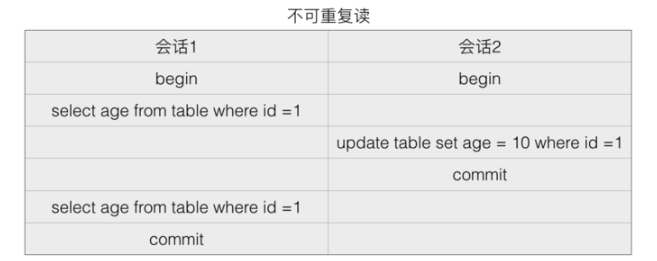 不可重复读
会话1 会话2
begin begin
select age from table where id =1
update table set age = 10 where id =1
commit
select age from table where id =1
commit